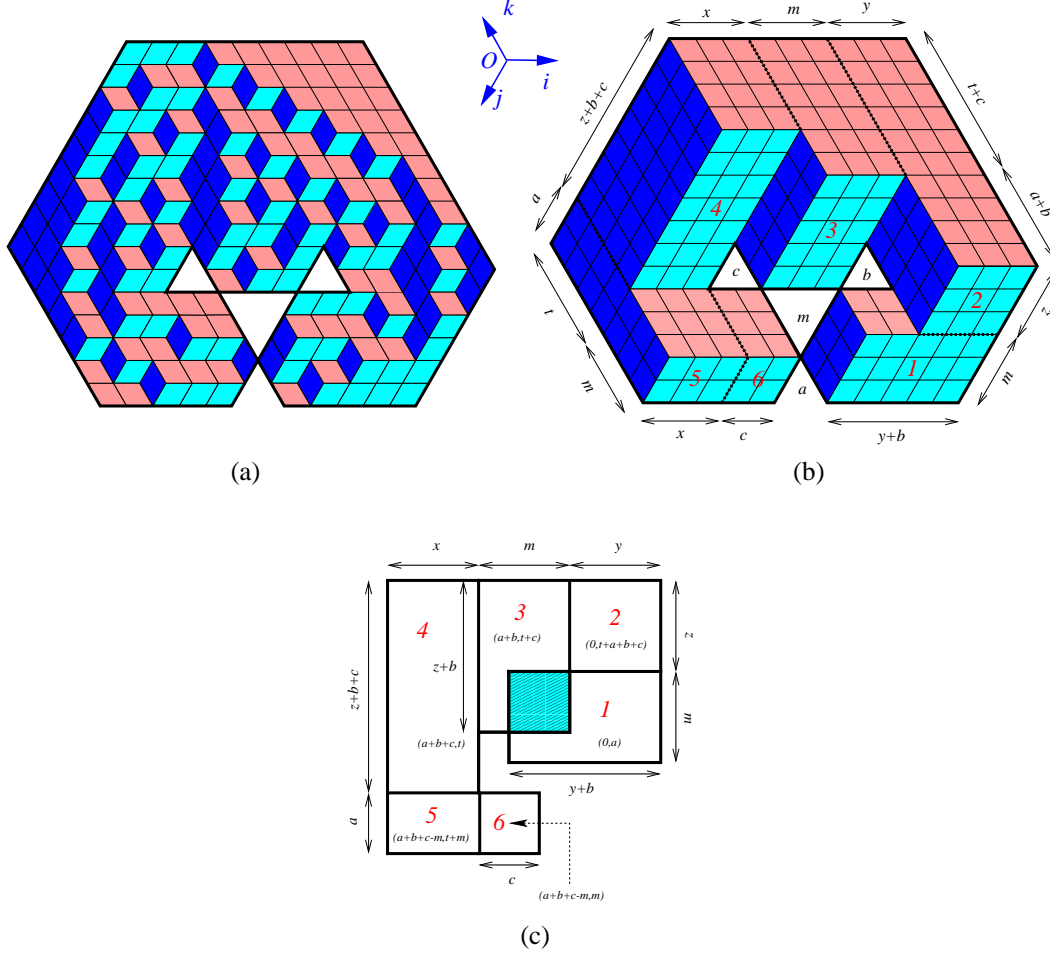 k
O
i
j
(a)
x
m
y
z+b+c
t+c
a
a+b
4
3
c
b
2
z
t
m
1
m
m
5
6
a
x
c
y+b
(b)
x
m
y
4
3
2
(a+b,t+c)
(0,t+a+b+c)
z
z+b
z+b+c
1
m
(a+b+c,t)
(0,a)
y+b
a
5
6
(a+b+c-m,t+m)
c
(a+b+c-m,m)
(c)